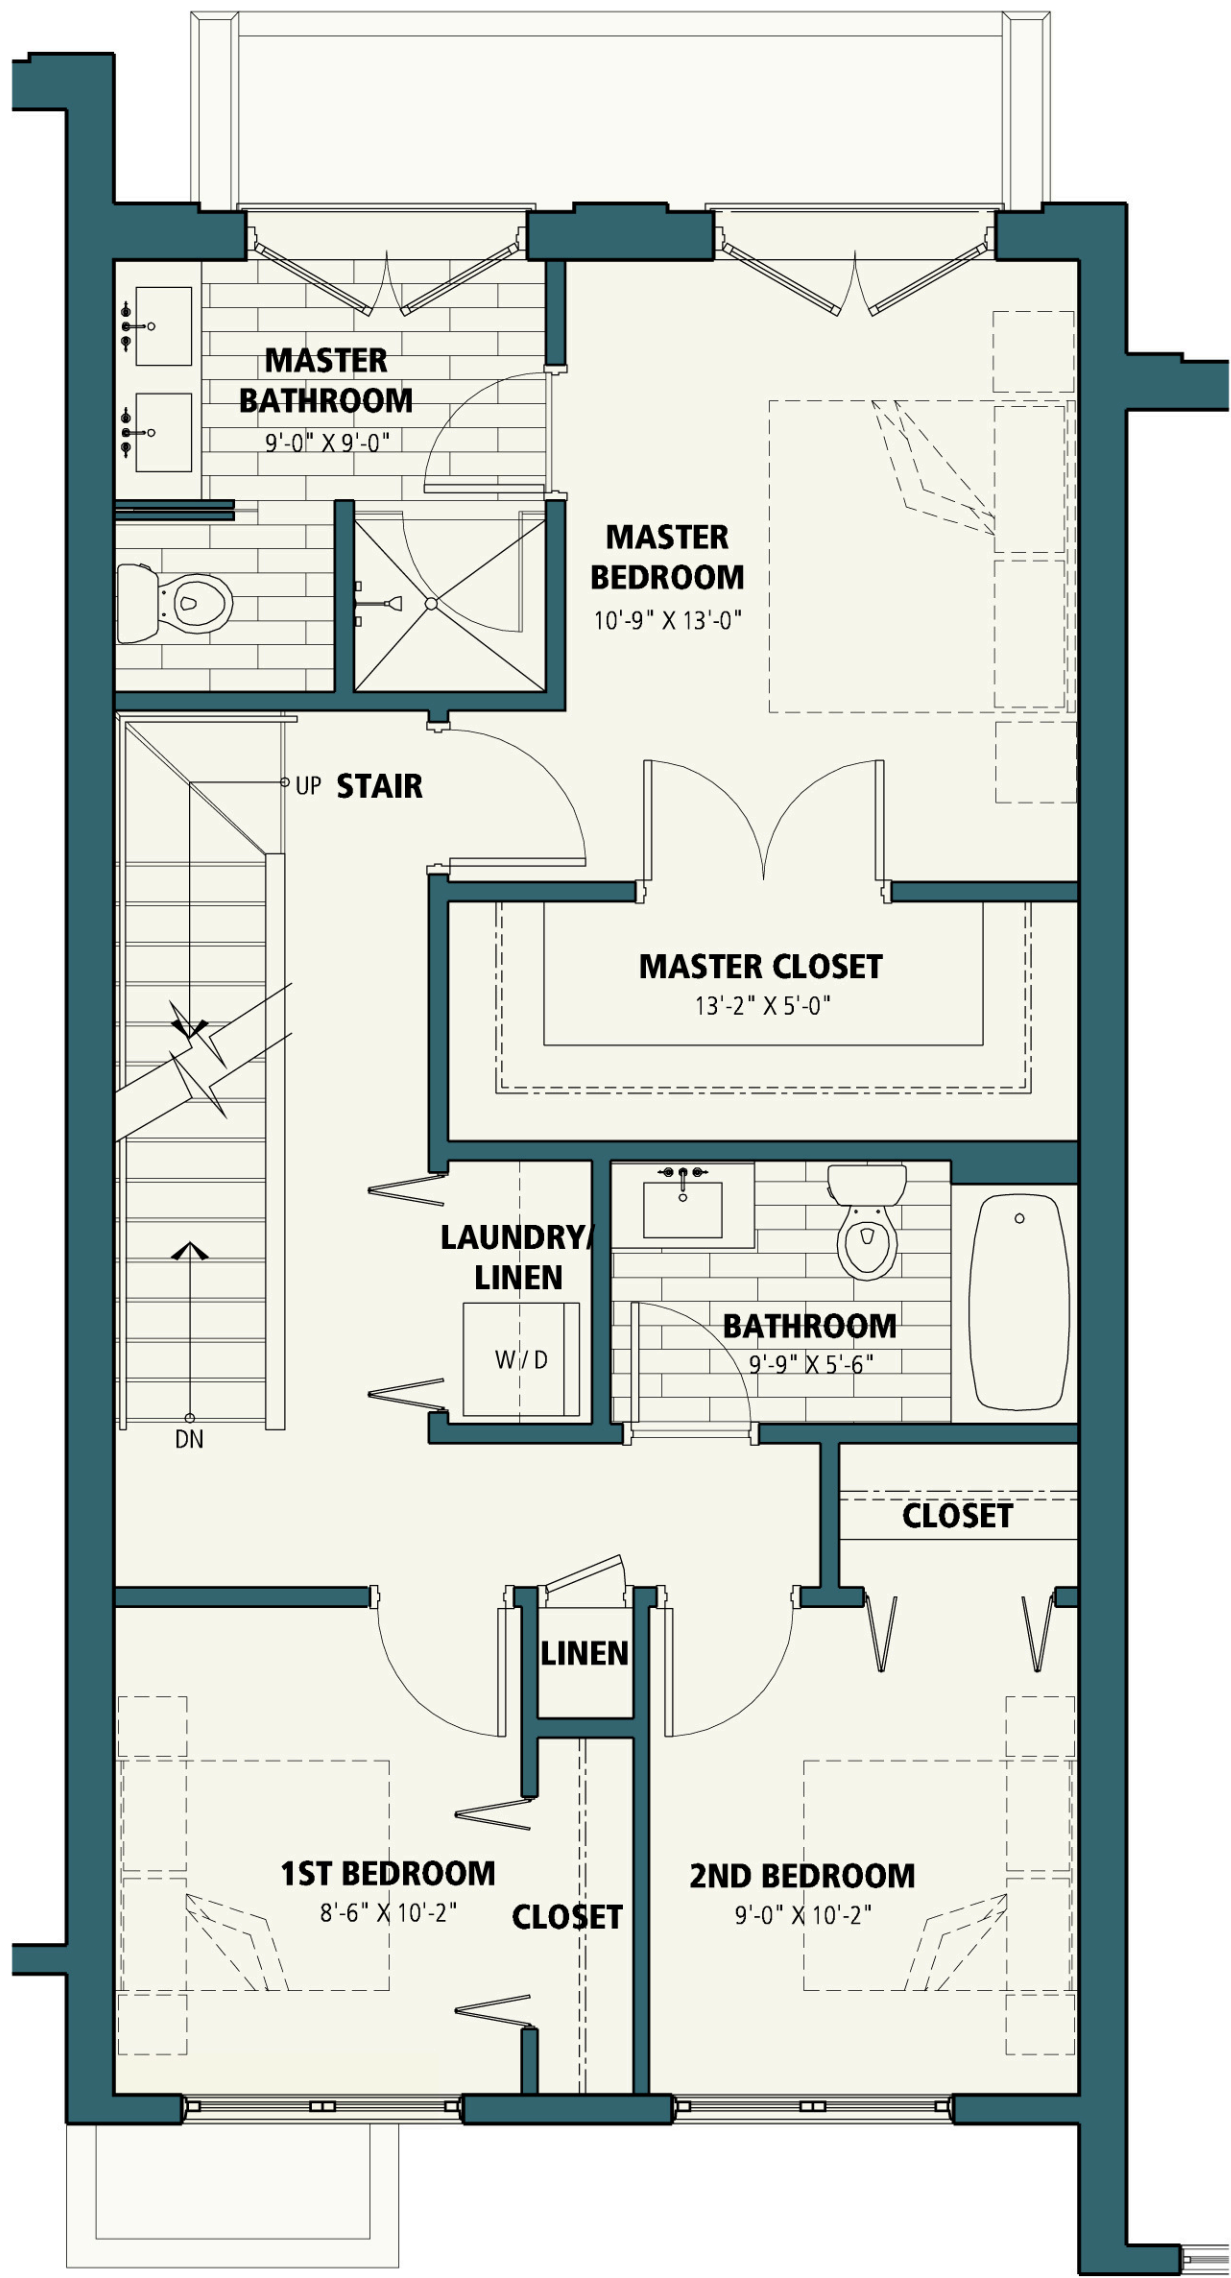 MASTER
BATHROOM
9'-0" X 9'-0"
MASTER
BEDROOM
10'-9" X 13'-0"
UP
STAIR
MASTER CLOSET
13'-2" X 5'-0"
LAUNDRY/
LINEN
W / D
BATHROOM
9'-9" X 5'-6"
DN
CLOSET
LINEN
1ST BEDROOM
8'-6" X 10'-2"
CLOSET
2ND BEDROOM
9'-0" X 10'-2"